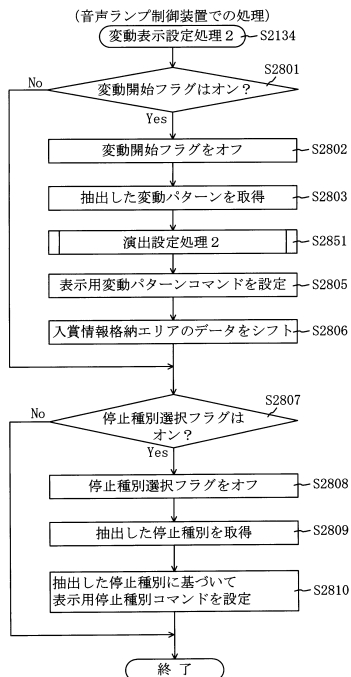 (音声ランプ制御装置での処理)
変動表示設定処理2
S2134
S2801
No
変動開始フラグはオン?
Yes
変動開始フラグをオフ
S2802
抽出した変動パターンを取得
S2803
演出設定処理2
S2851
表示用変動パターンコマンドを設定
S2805
入賞情報格納エリアのデータをシフト
S2806
S2807
No
停止種別選択フラグは
オン?
Yes
停止種別選択フラグをオフ
S2808
抽出した停止種別を取得
S2809
抽出した停止種別に基づいて
表示用停止種別コマンドを設定
S2810
終了